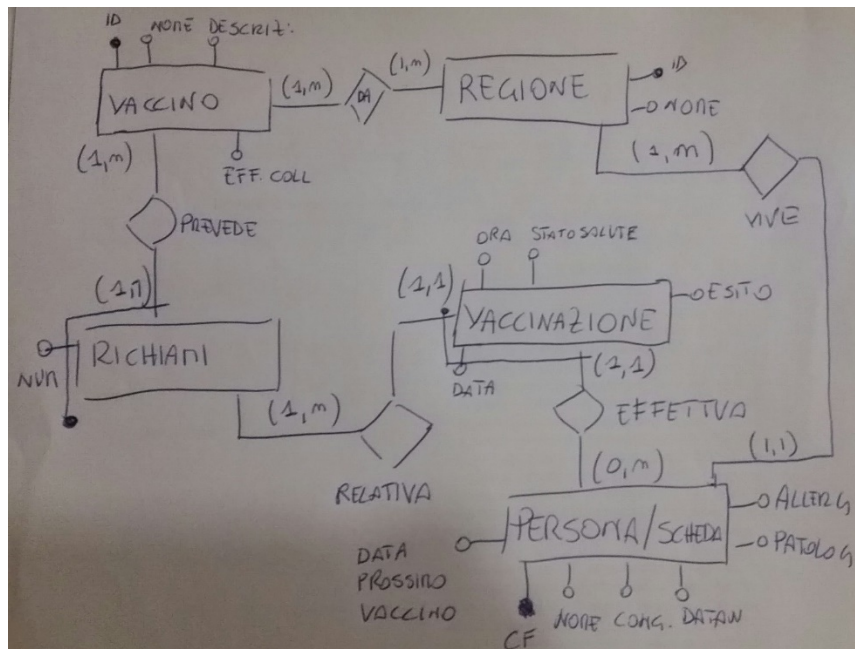 ID NOME DESCRIZ:
VACCINO
(1,n)
DA
(1,n)
REGIONE
ID
NOME
(1,n)
EFF. COLL
(1,n)
VIVE
PREVEDE
ORA STATOSALUTE
(1,1)
(1,1)
VACCINAZIONE
ESITO
NUM
RICHIAMI
DATA
(1,1)
(1,n)
EFFETTUA
RELATIVA
(0,n)
(1,1)
PERSONA/SCHEDA
ALLERG
PATOLOG
DATA
PROSSIMO
VACCINO
CF
NOME COGN. DATAN